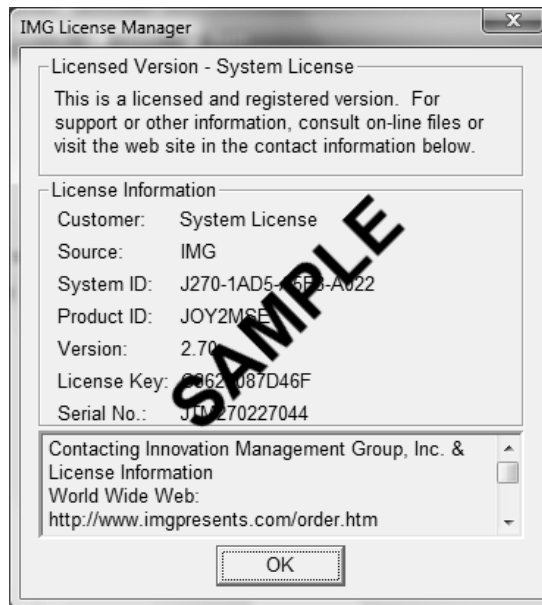 IMG License Manager
Licensed Version - System License
This is a licensed and registered version. For
support or other information, consult on-line files or
visit the web site in the contact information below.
License Information
Customer: System License
Source: IMG
System ID:
Product ID:
Version: 2.70
License Key:
Serial No.:
SAMPLE
Contacting Innovation Management Group, Inc. &
License Information
World Wide Web:
http://www.imgpresents.com/order.htm
OK